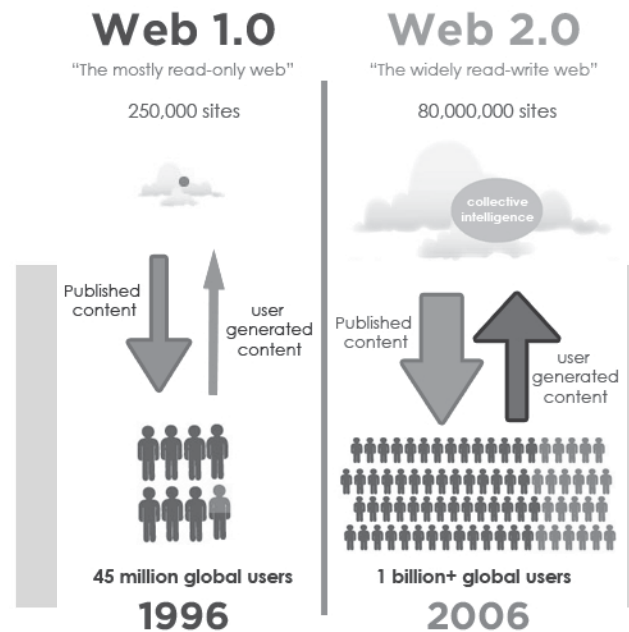 Web 1.0
“The mostly read-only web”
250,000 sites
Published
content
user
generated
content
45 million global users
1996
Web 2.0
“The widely read-write web”
80,000,000 sites
collective
intelligence
Published
content
user
generated
content
1 billion+ global users
2006